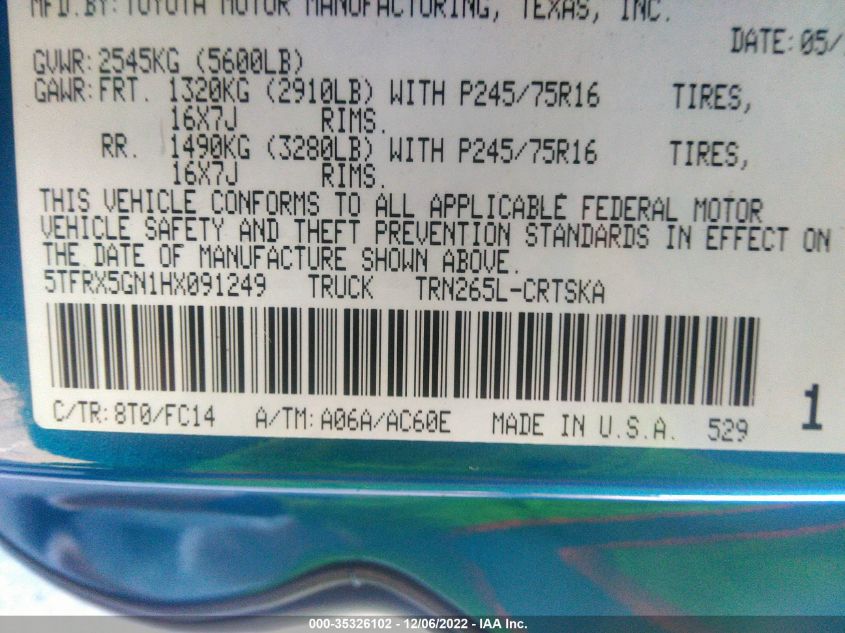 MFD.BY: TOYOTA MOTOR MANUFACTURING, TEXAS, INC.
DATE: 05/
GVWR: 2545KG (5600LB)
GAWR: FRT. 1320KG (2910LB) WITH P245/75R16 TIRES,
16X7J RIMS.
RR. 1490KG (3280LB) WITH P245/75R16 TIRES,
16X7J RIMS.
THIS VEHICLE CONFORMS TO ALL APPLICABLE FEDERAL MOTOR
VEHICLE SAFETY AND THEFT PREVENTION STANDARDS IN EFFECT ON
THE DATE OF MANUFACTURE SHOWN ABOVE.
5TFRX5GN1HX091249 TRUCK TRN265L-CRTSKA
C/TR: 8T0/FC14 A/TM: A06A/AC60E MADE IN U.S.A. 529 1
000-35326102 - 12/06/2022 - IAA Inc.